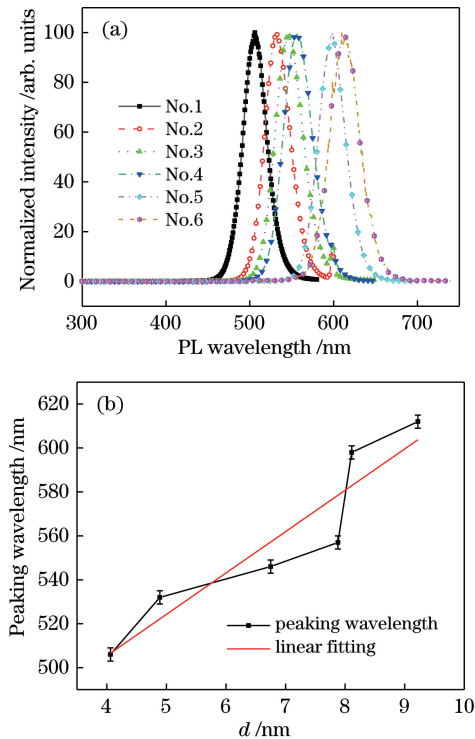 (a)
Normalized intensity /arb. units
100
80
60
40
20
0
No.1
No.2
No.3
No.4
No.5
No.6
300 400 500 600 700
PL wavelength /nm
(b)
Peaking wavelength /nm
620
600
580
560
540
520
500
peaking wavelength
linear fitting
4 5 6 7 8 9 10
d /nm